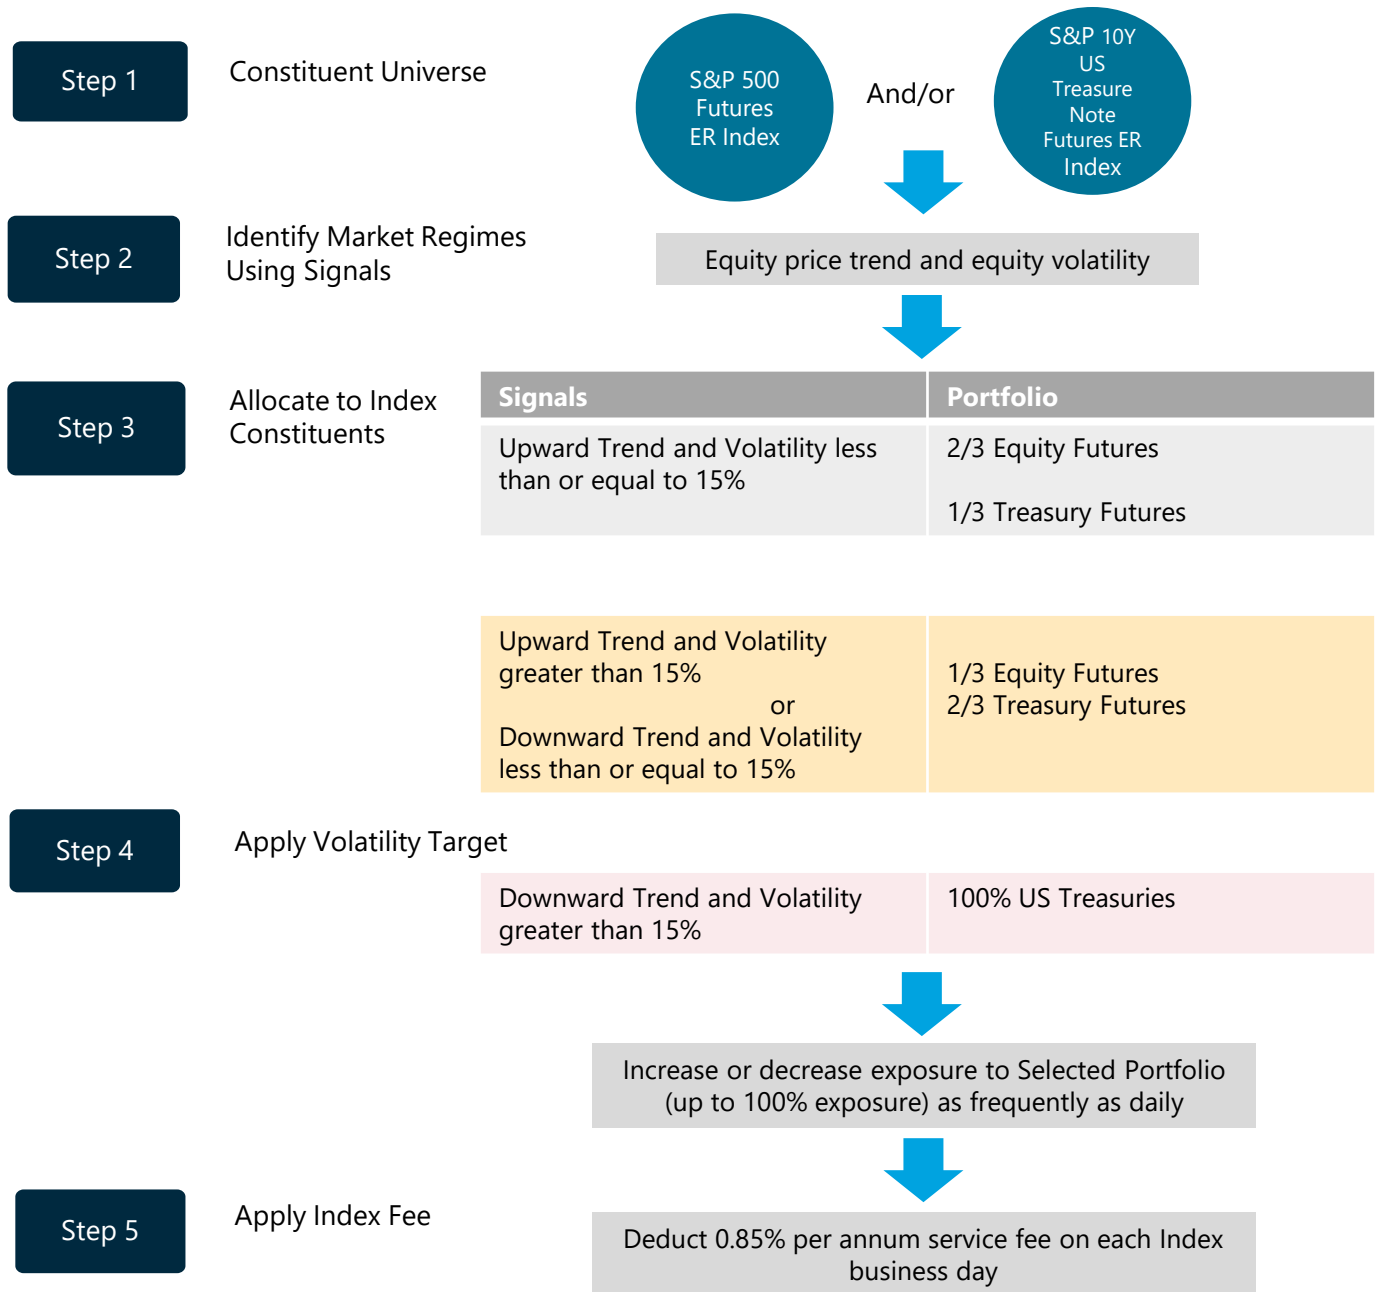 Step 1
Constituent Universe
S&P 500
Futures
ER Index
And/or
S&P 10Y
US
Treasure
Note
Futures ER
Index
Step 2
Identify Market Regimes
Using Signals
Equity price trend and equity volatility
Step 3
Allocate to Index
Constituents
Signals
Portfolio
Upward Trend and Volatility less
than or equal to 15%
2/3 Equity Futures
1/3 Treasury Futures
Upward Trend and Volatility
greater than 15%
or
Downward Trend and Volatility
less than or equal to 15%
1/3 Equity Futures
2/3 Treasury Futures
Step 4
Apply Volatility Target
Downward Trend and Volatility
greater than 15%
100% US Treasuries
Increase or decrease exposure to Selected Portfolio
(up to 100% exposure) as frequently as daily
Step 5
Apply Index Fee
Deduct 0.85% per annum service fee on each Index
business day